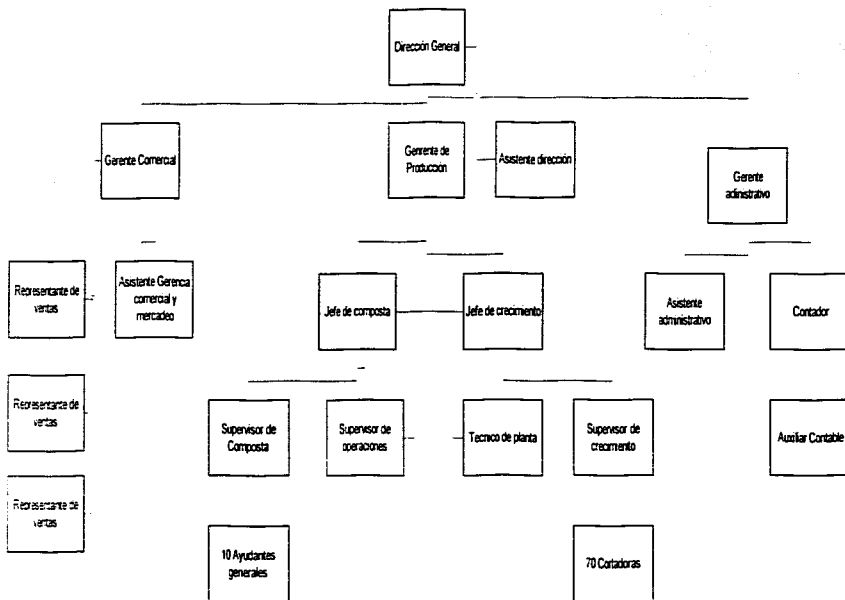 Dirección General
Gerente Comercial
Genrente de
Producción
Asistente dirección
Gerente
adinistrativo
Representante de
ventas
Asistente Gerenca
comercial y
mercadeo
Jefe de composta
Jefe de crecimiento
Asistente
administrativo
Contador
Representante de
ventas
Supervisor de
Composta
Supervisor de
operaciones
Tecnico de planta
Supervisor de
crecimiento
Auxiliar Contable
Representante de
ventas
10 Ayudantes
generales
70 Cortadoras